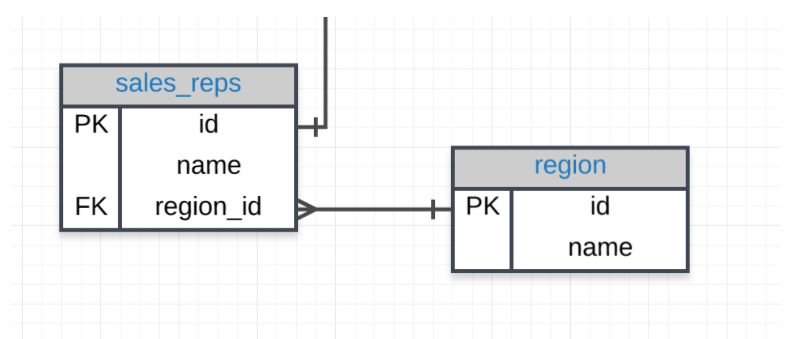 sales_reps
PK id
name
FK region_id
region
PK id
name